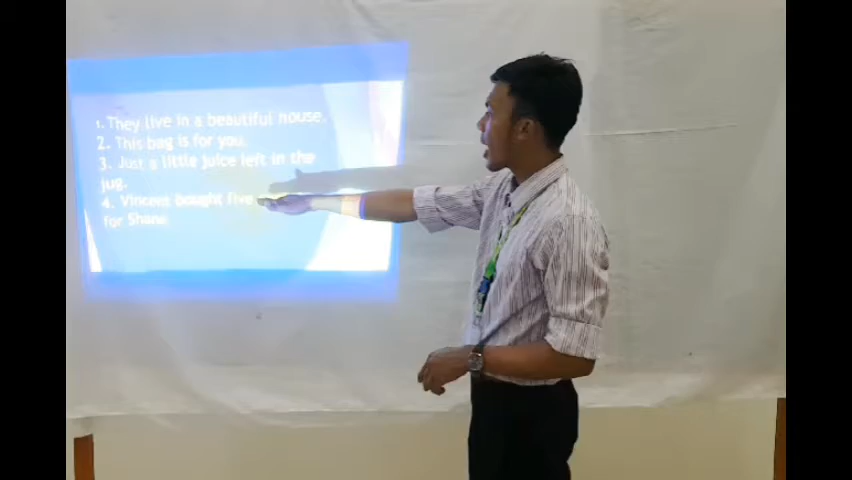 1. They live in a beautiful house.
2. This bag is for you.
3. Just a little juice left in the
jug.
4. Vincent bought five
for Shane